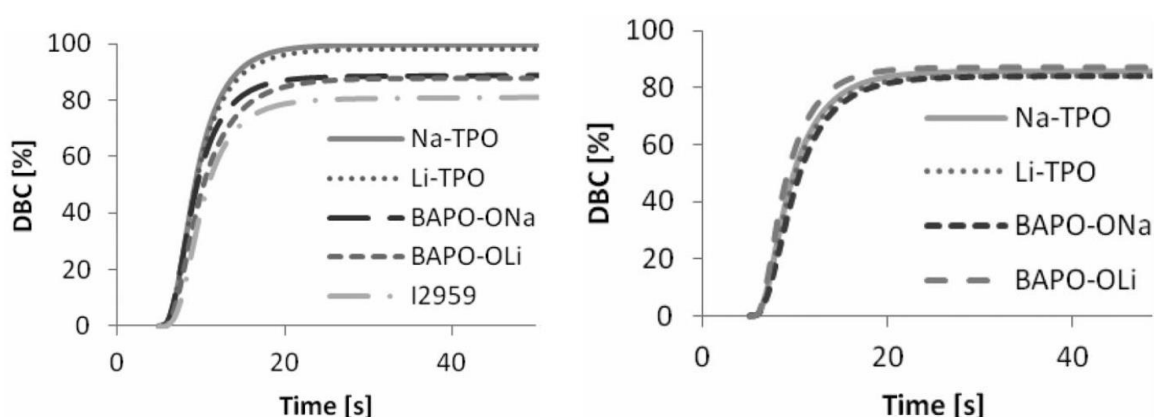 DBC [%]
100
80
60
40
20
0
Na-TPO
Li-TPO
BAPO-ONa
BAPO-OLi
I2959
0 20 40
Time [s]
DBC [%]
100
80
60
40
20
0
Na-TPO
Li-TPO
BAPO-ONa
BAPO-OLi
0 20 40
Time [s]